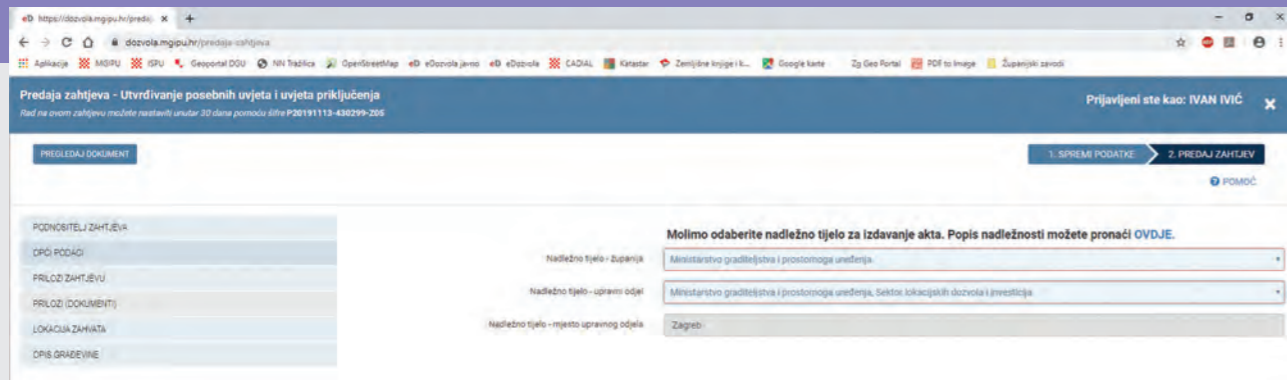 eD https://dozvola.mgipu.hr/predaj x +
dozvola.mgipu.hr/predaja-zahtjeva
Aplikacije MGIPU ISPU Geoportal DGU NN Tražilica OpenStreetMap eD eDozvola javno eD eDozvola CADIAL Katastar Zemljišne knjige i k... Google karte Zg Geo Portal PDF to Image Županijski zavodi
Predaja zahtjeva - Utvrđivanje posebnih uvjeta i uvjeta priključenja
Prijavljeni ste kao: IVAN IVIĆ x
Rad na ovom zahtjevu možete nastaviti unutar 30 dana pomoću šifre P20191113-430299-Z05
PREGLEDAJ DOKUMENT
1. SPREMI PODATKE 2. PREDAJ ZAHTJEV
POMOĆ
PODNOSITELJ ZAHTJEVA
OPĆI PODACI
PRILOZI ZAHTJEVU
PRILOZI (DOKUMENTI)
LOKACIJA ZAHVATA
OPIS GRAĐEVINE
Molimo odaberite nadležno tijelo za izdavanje akta. Popis nadležnosti možete pronaći OVDJE.
Nadležno tijelo - županija Ministarstvo graditeljstva i prostornoga uređenja
Nadležno tijelo - upravni odjel Ministarstvo graditeljstva i prostornoga uređenja, Sektor lokacijskih dozvola i investicija
Nadležno tijelo - mjesto upravnog odjela Zagreb